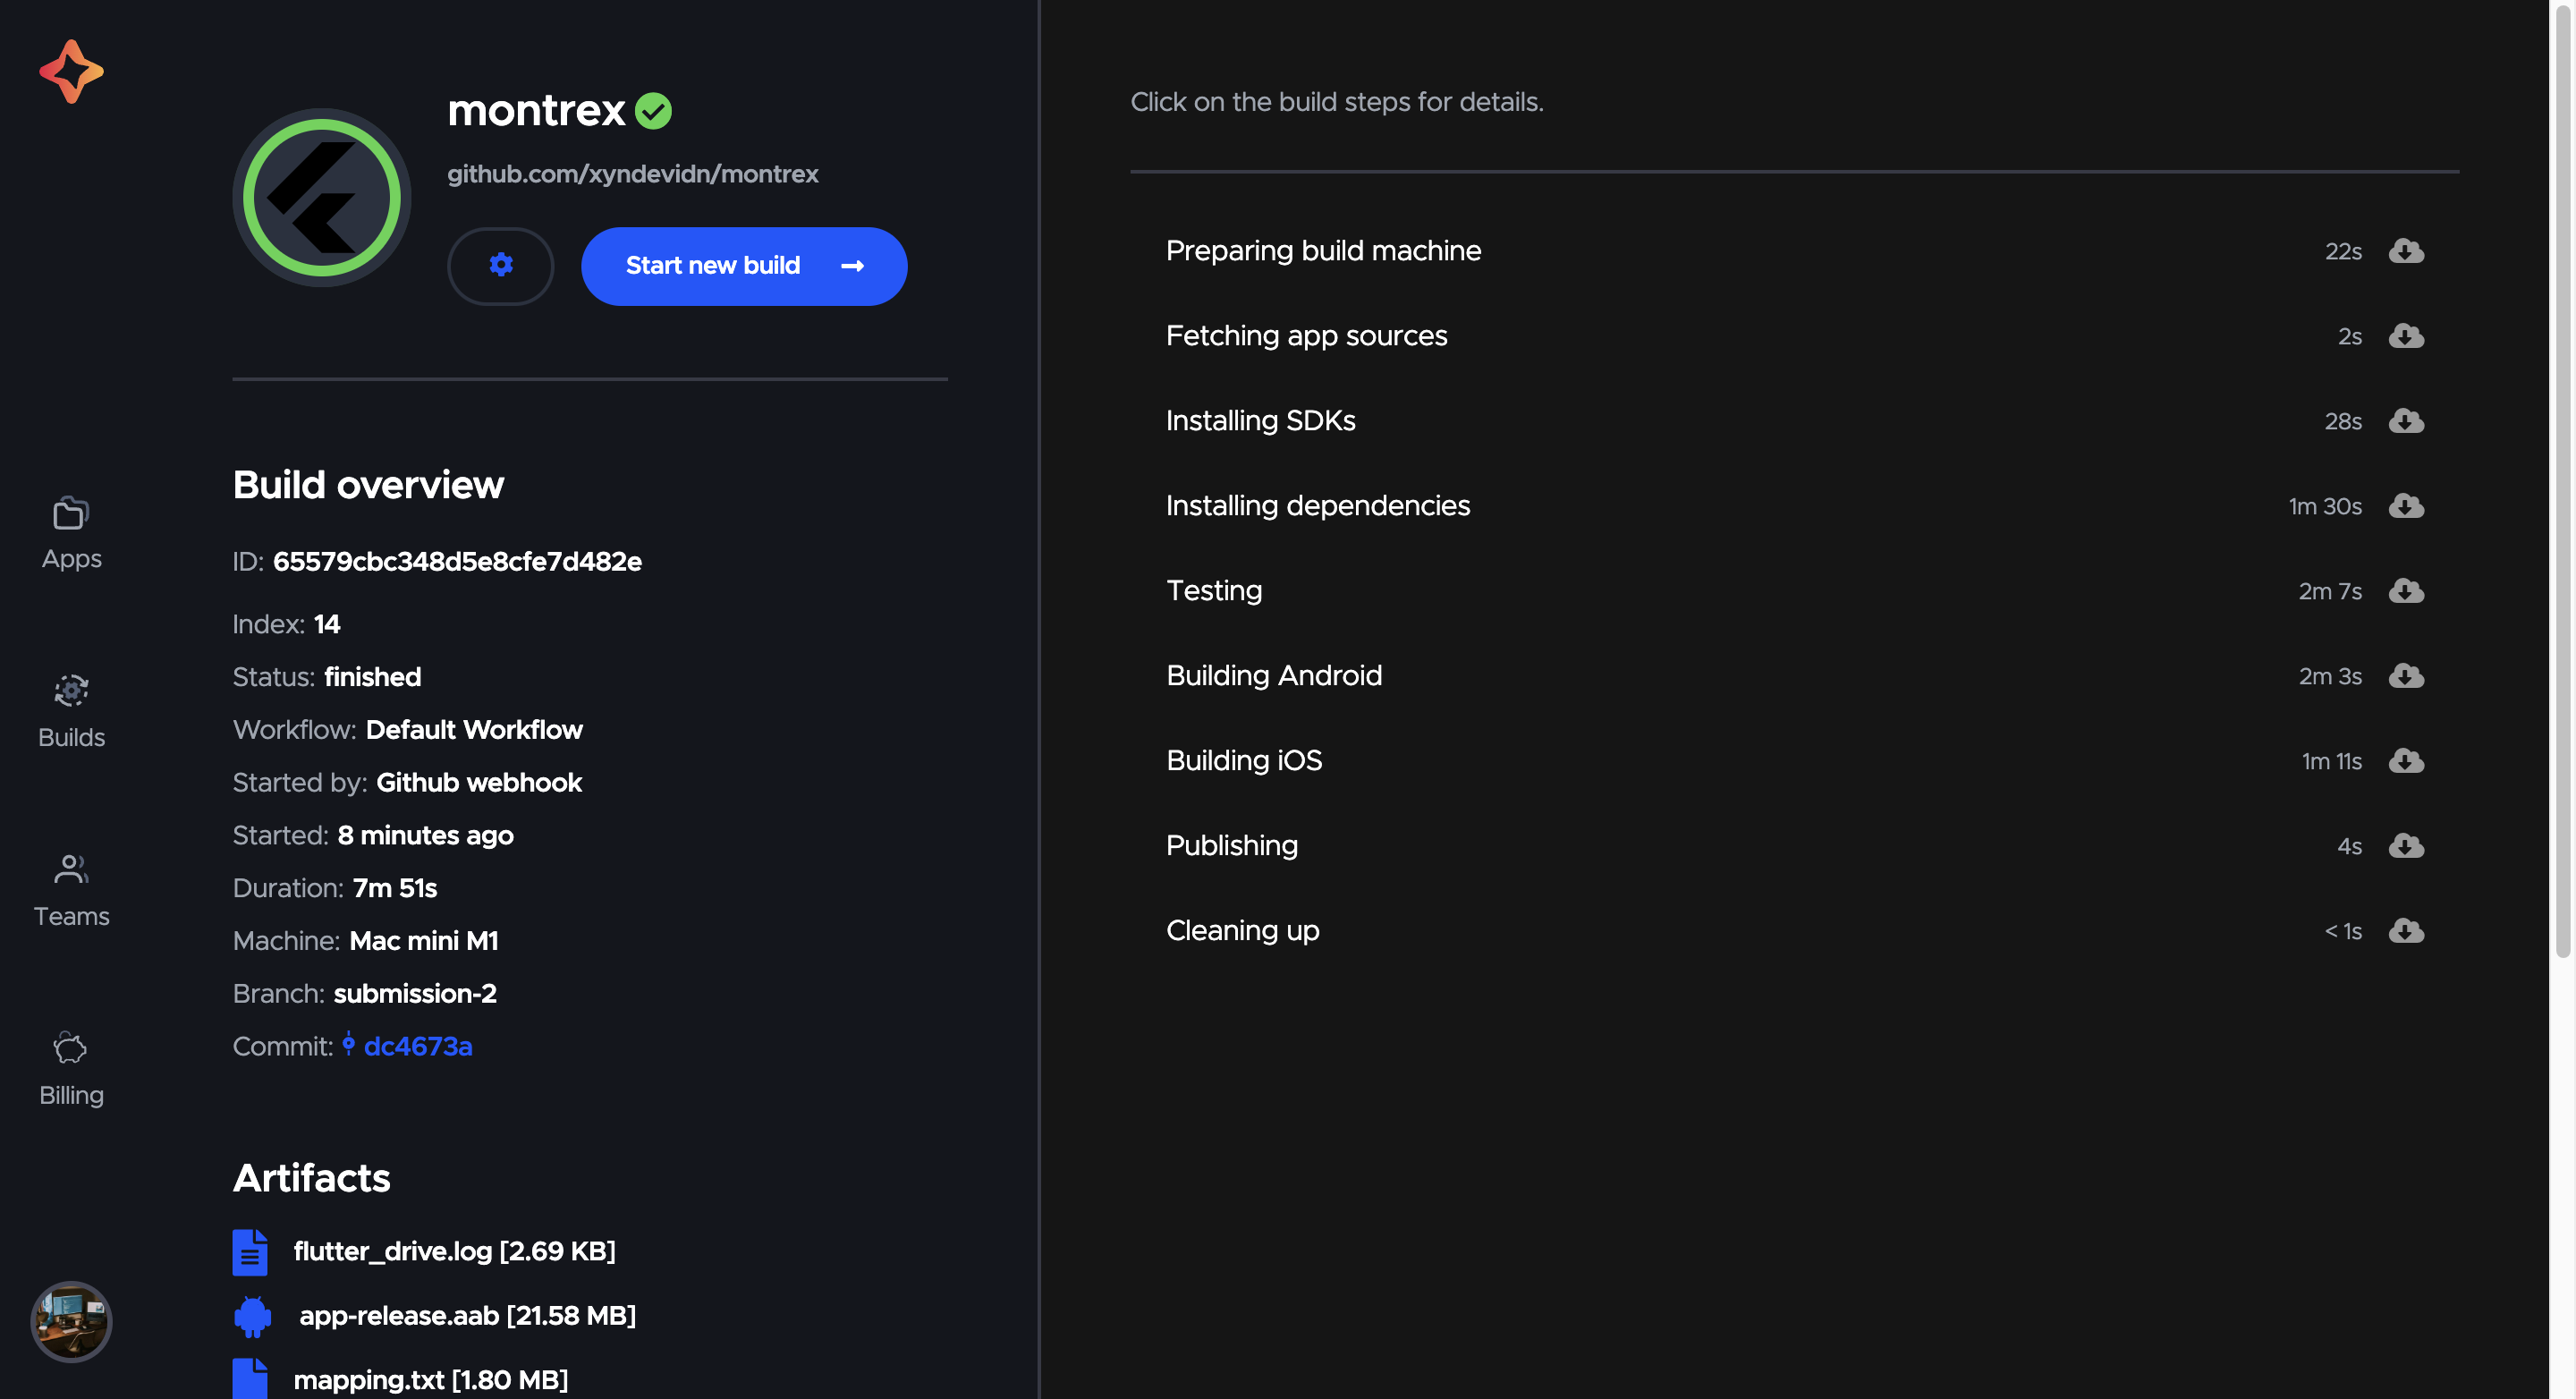 montrex
github.com/xyndevidn/montrex
Start new build
Build overview
ID: 65579cbc348d5e8cfe7d482e
Index: 14
Status: finished
Workflow: Default Workflow
Started by: Github webhook
Started: 8 minutes ago
Duration: 7m 51s
Machine: Mac mini M1
Branch: submission-2
Commit: dc4673a
Artifacts
flutter_drive.log [2.69 KB]
app-release.aab [21.58 MB]
mapping.txt [1.80 MB]
Apps
Builds
Teams
Billing
Click on the build steps for details.
Preparing build machine 22s
Fetching app sources 2s
Installing SDKs 28s
Installing dependencies 1m 30s
Testing 2m 7s
Building Android 2m 3s
Building iOS 1m 11s
Publishing 4s
Cleaning up < 1s